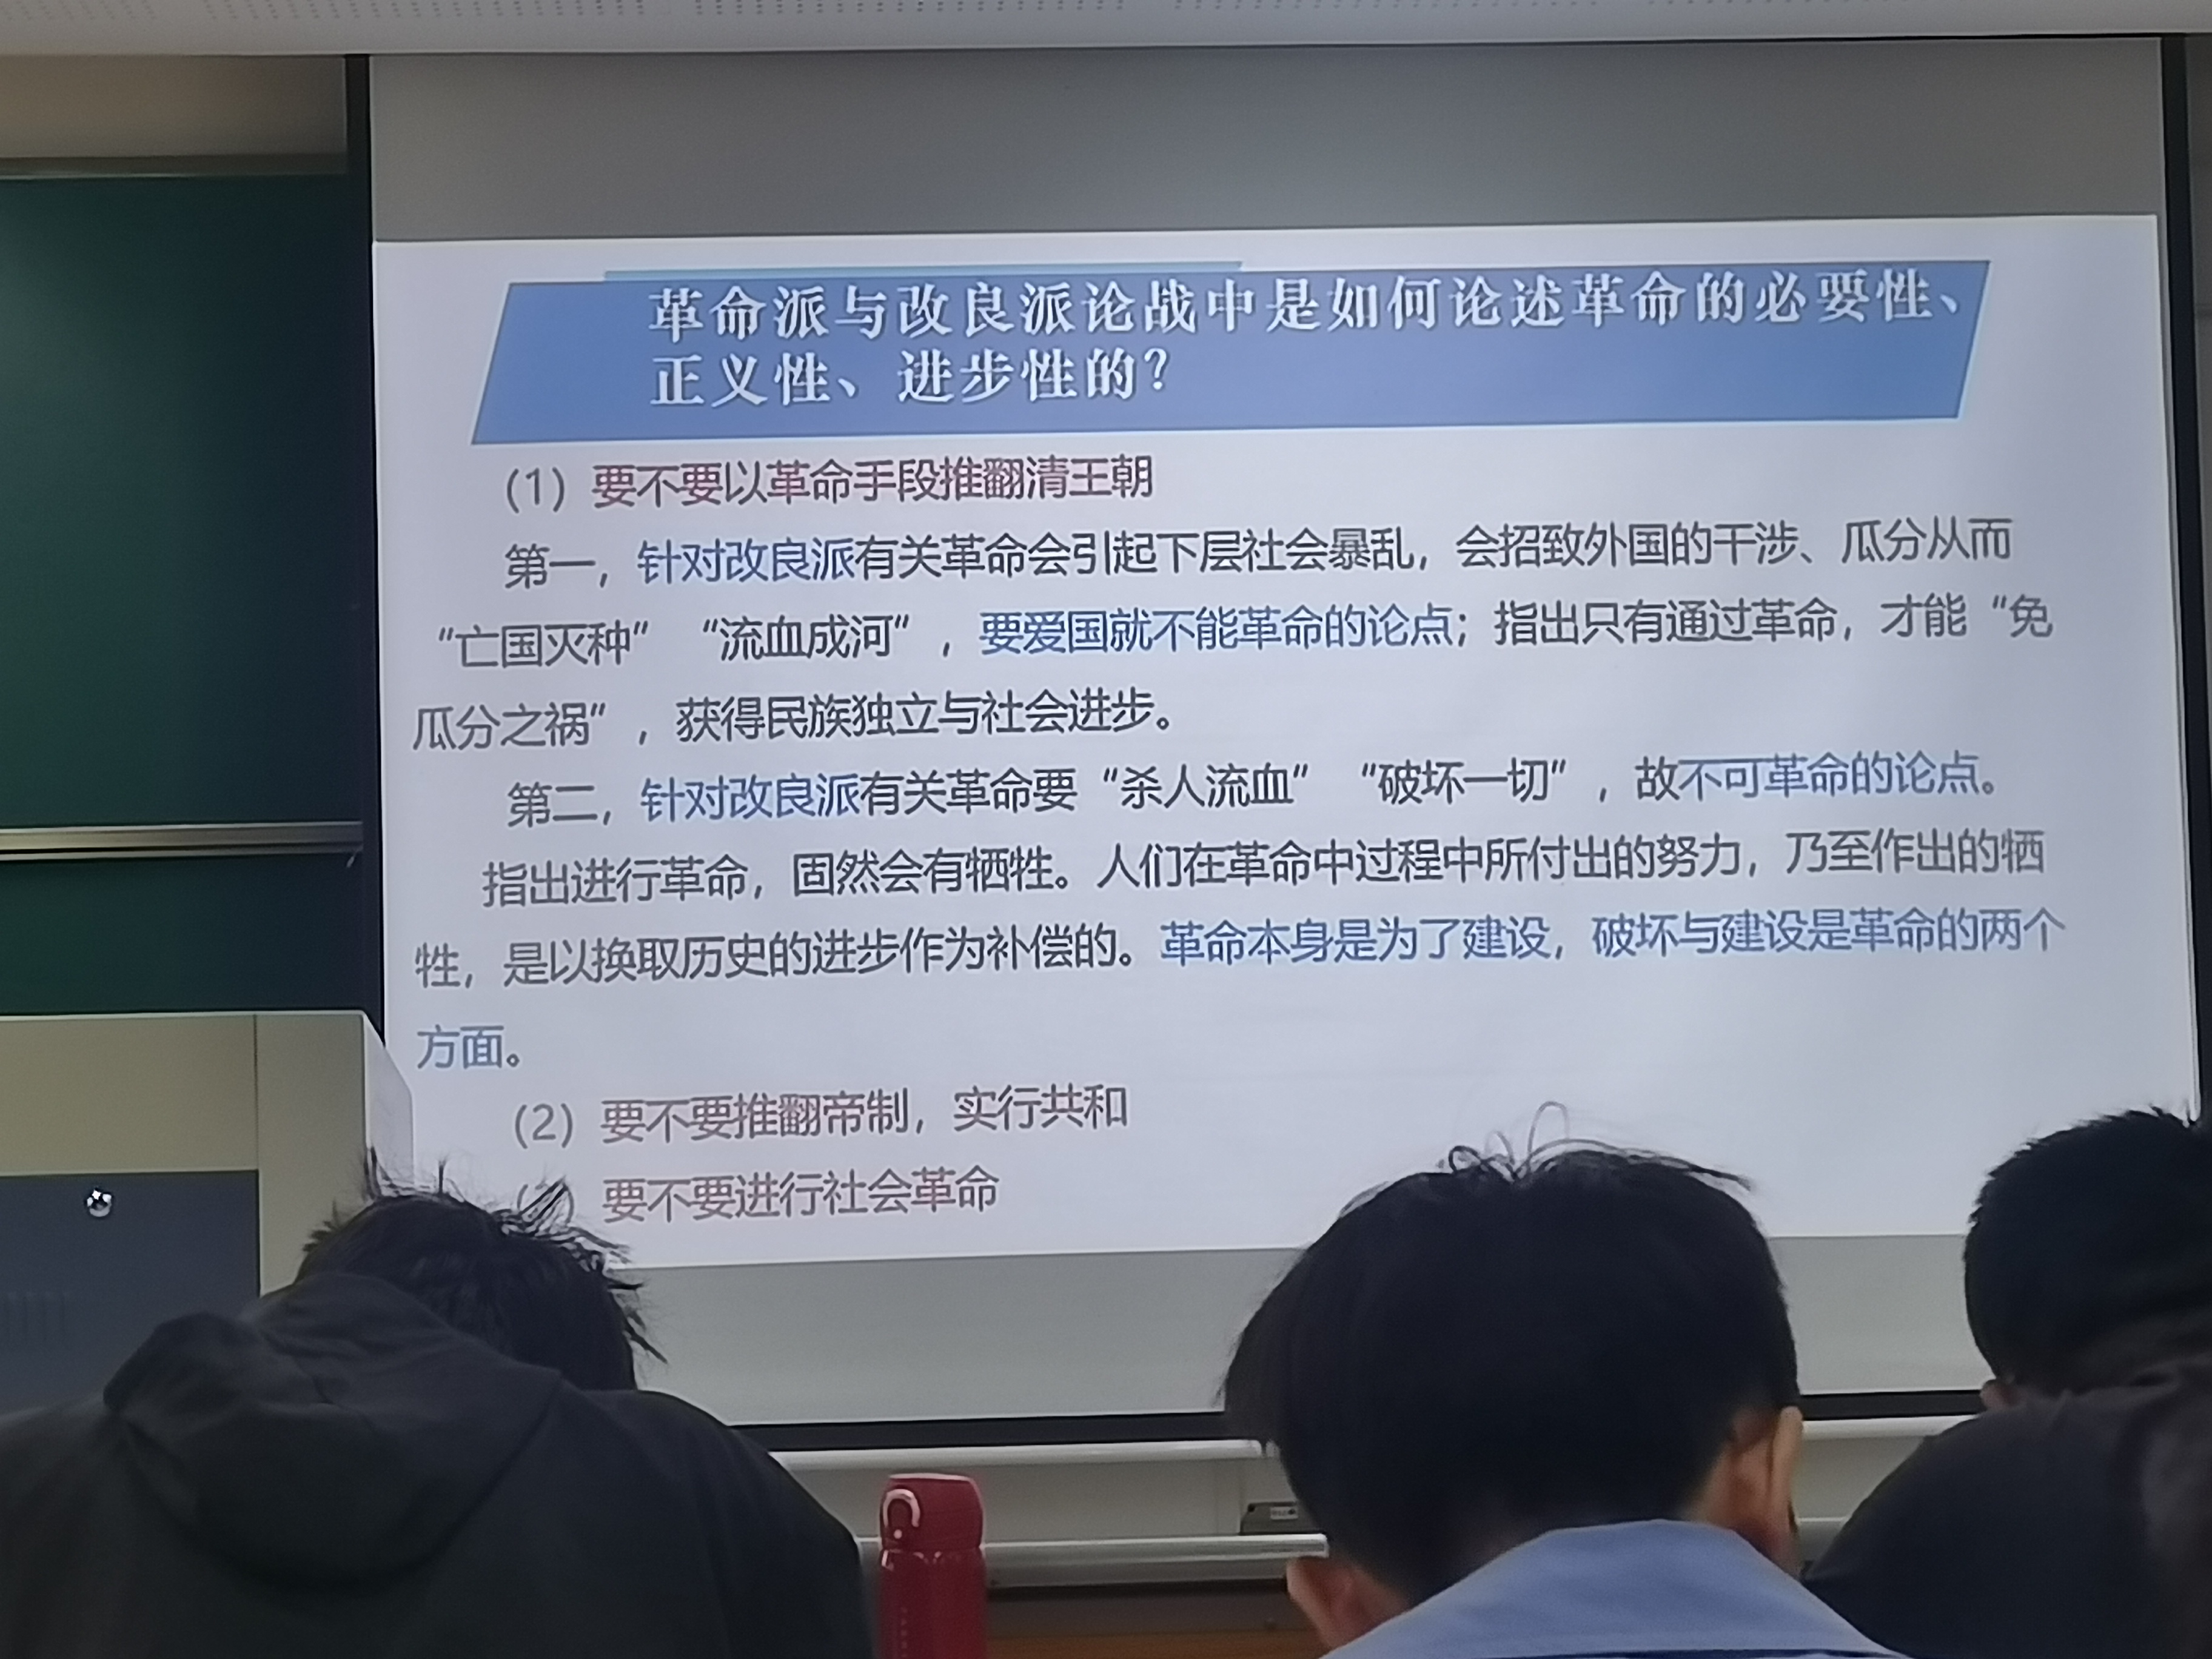 革命派与改良派论战中是如何论述革命的必要性、
正义性、进步性的？
（1）要不要以革命手段推翻清王朝
第一，针对改良派有关革命会引起下层社会暴乱，会招致外国的干涉、瓜分从而
“亡国灭种” “流血成河”，要爱国就不能革命的论点；指出只有通过革命，才能“免
瓜分之祸”，获得民族独立与社会进步。
第二，针对改良派有关革命要“杀人流血” “破坏一切”，故不可革命的论点。
指出进行革命，固然会有牺牲。人们在革命中过程中所付出的努力，乃至作出的牺
牲，是以换取历史的进步作为补偿的。革命本身是为了建设，破坏与建设是革命的两个
方面。
（2）要不要推翻帝制，实行共和
要不要进行社会革命